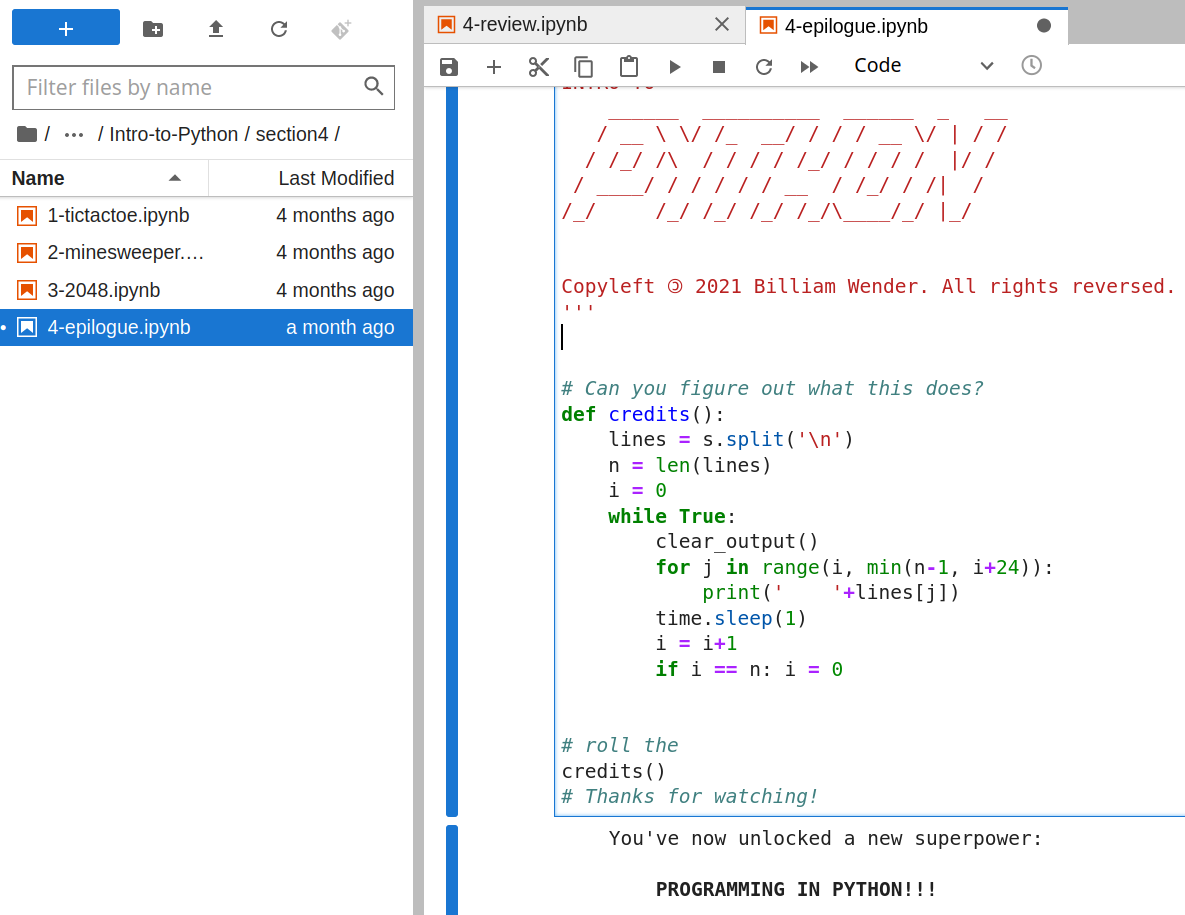 Filter files by name
/ ··· / Intro-to-Python / section4 /
Name Last Modified
1-tictactoe.ipynb 4 months ago
2-minesweeper.… 4 months ago
3-2048.ipynb 4 months ago
4-epilogue.ipynb a month ago
4-review.ipynb
4-epilogue.ipynb
Code
    ______  __________  ______  _   __
   / __ \ \/ /_  __/ / / / __ \/ | / /
  / /_/ /\  / / / / /_/ / / / /  |/ /
 / ____/ / / / / / __  / /_/ / /|  /
/_/     /_/ /_/ /_/ /_/\____/_/ |_/
Copyleft 🄯 2021 Billiam Wender. All rights reversed.
'''
# Can you figure out what this does?
def credits():
    lines = s.split('\n')
    n = len(lines)
    i = 0
    while True:
        clear_output()
        for j in range(i, min(n-1, i+24)):
            print('    '+lines[j])
        time.sleep(1)
        i = i+1
        if i == n: i = 0
# roll the
credits()
# Thanks for watching!
You've now unlocked a new superpower:
PROGRAMMING IN PYTHON!!!